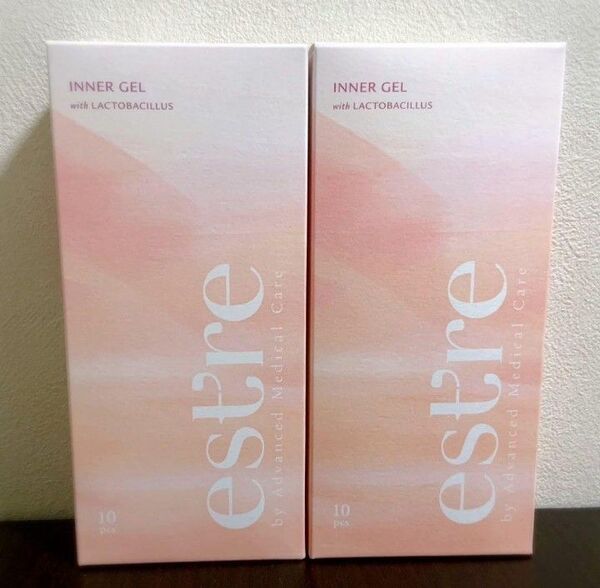 INNER GEL
with LACTOBACILLUS
estre
by Advanced Medical Care
10
pcs
INNER GEL
with LACTOBACILLUS
estre
by Advanced Medical Care
10
pcs